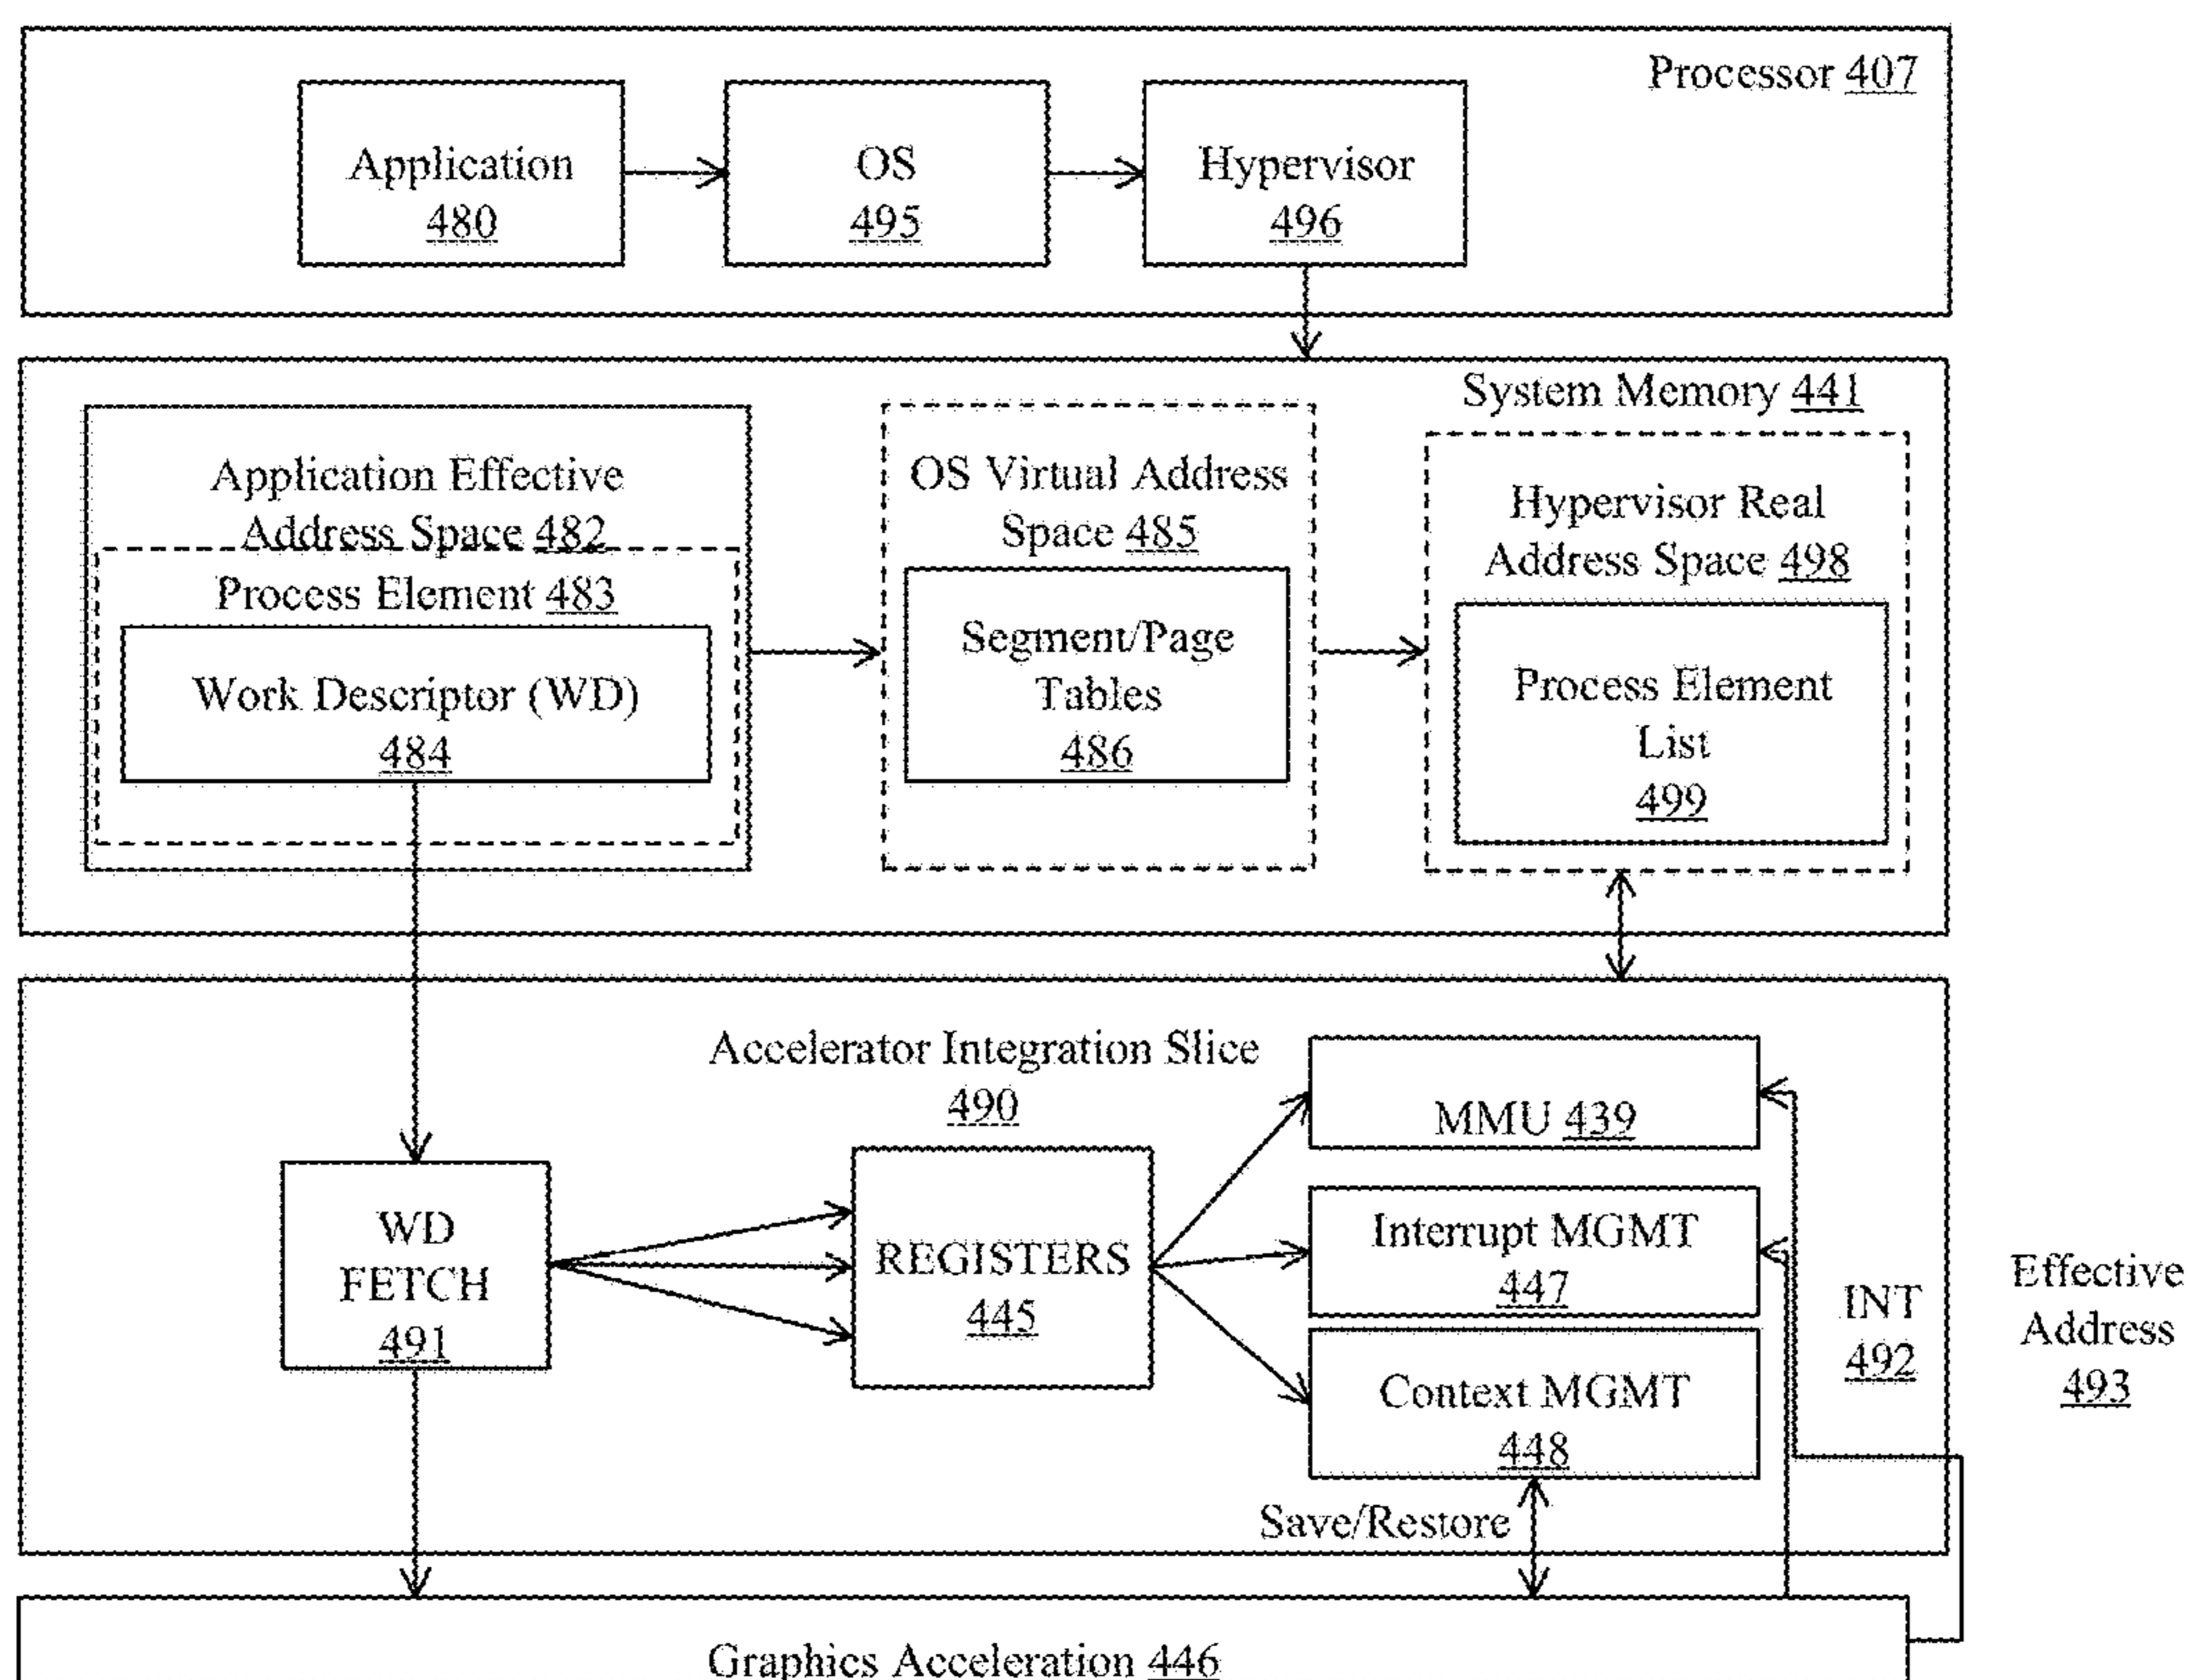 Processor 407
Application
480
OS
495
Hypervisor
496
System Memory 441
Application Effective
Address Space 482
Process Element 483
Work Descriptor (WD)
484
OS Virtual Address
Space 485
Segment/Page
Tables
486
Hypervisor Real
Address Space 498
Process Element
List
499
Accelerator Integration Slice
490
WD
FETCH
491
REGISTERS
445
MMU 439
Interrupt MGMT
447
Context MGMT
448
INT
492
Effective
Address
493
Save/Restore
Graphics Acceleration 446